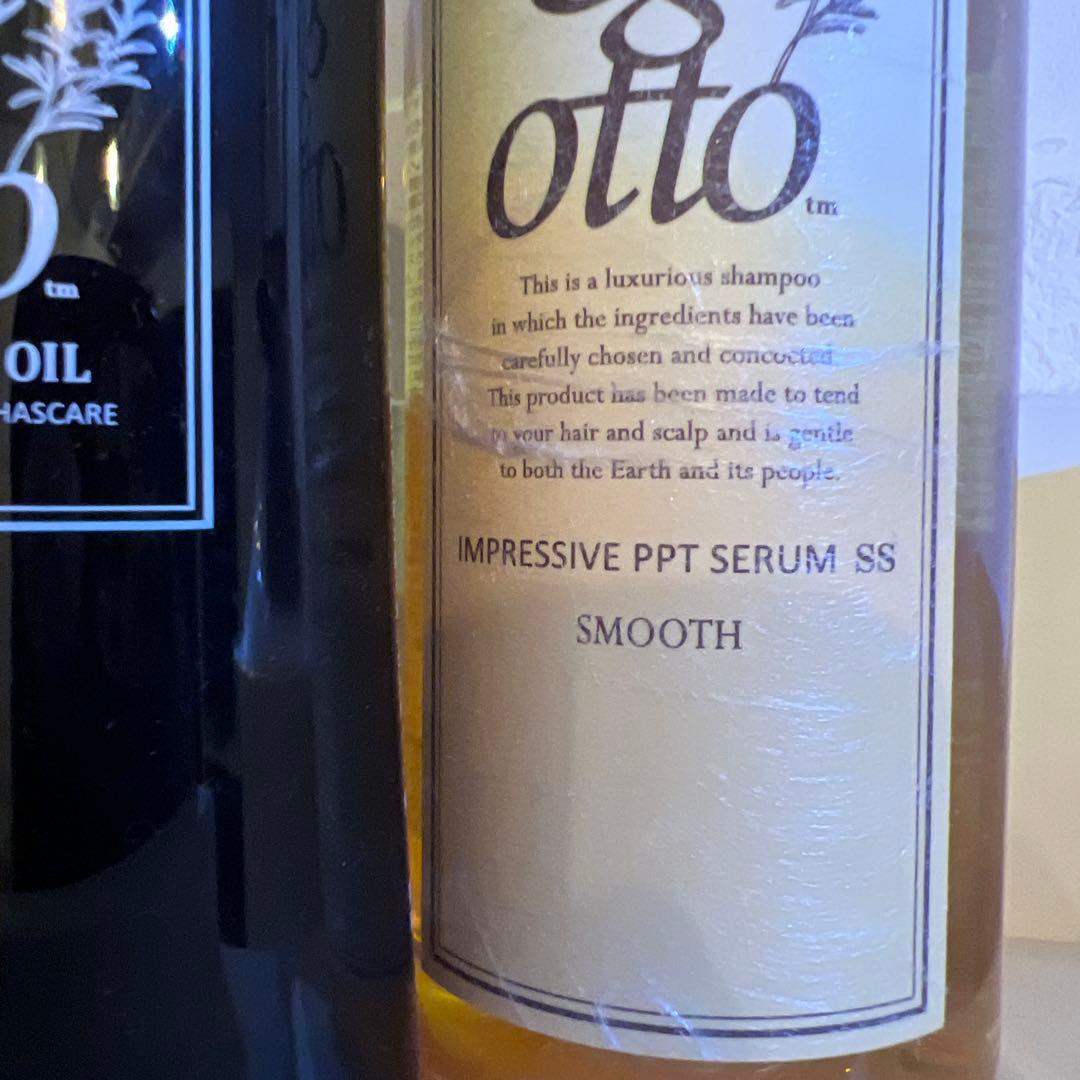 tm
OIL
HASCARE
otto
tm
This is a luxurious shampoo
in which the ingredients have been
carefully chosen and concocted.
This product has been made to tend
to your hair and scalp and is gentle
to both the Earth and its people.
IMPRESSIVE PPT SERUM SS
SMOOTH